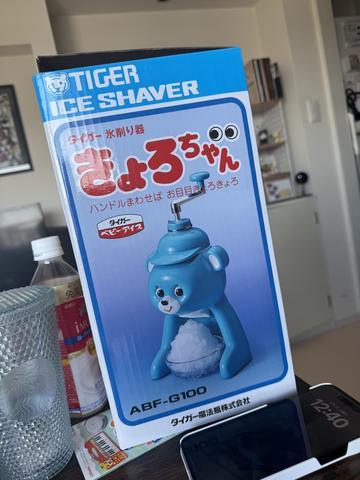 TIGER
ICE SHAVER
タイガー 氷削り器
きょろちゃん
ハンドルまわせば お目目きょろきょろ
タイガー
ベビーアイス
ABF-G100
タイガー魔法瓶株式会社
12:40